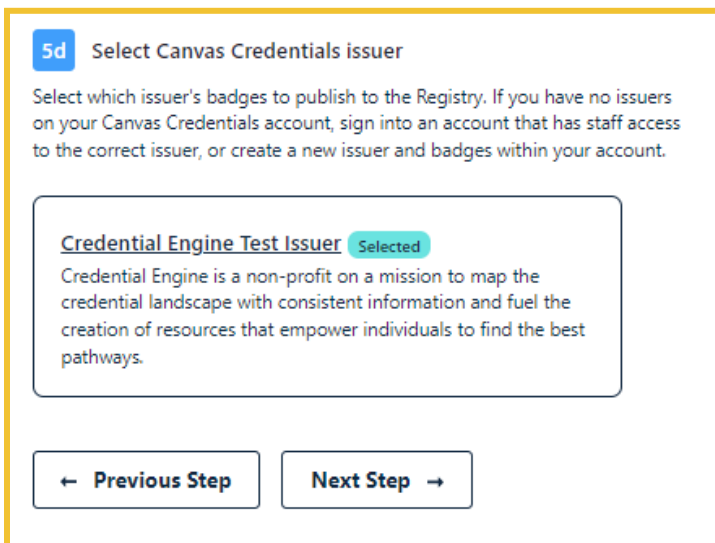 5d Select Canvas Credentials issuer
Select which issuer's badges to publish to the Registry. If you have no issuers
on your Canvas Credentials account, sign into an account that has staff access
to the correct issuer, or create a new issuer and badges within your account.
Credential Engine Test Issuer Selected
Credential Engine is a non-profit on a mission to map the
credential landscape with consistent information and fuel the
creation of resources that empower individuals to find the best
pathways.
← Previous Step Next Step →